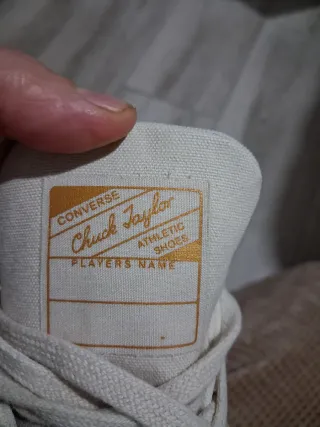 CONVERSE
Chuck Taylor
ATHLETIC
SHOES
PLAYERS NAME